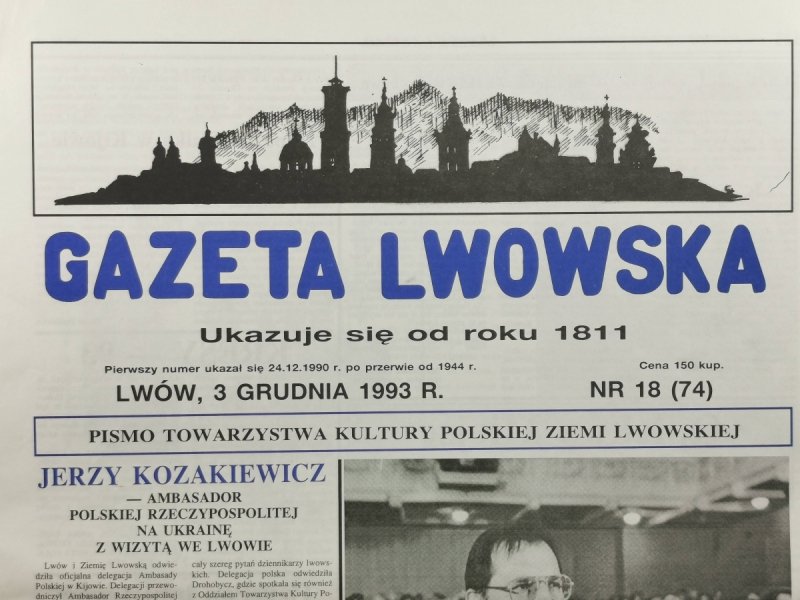 GAZETA LWOWSKA
Ukazuje się od roku 1811
Pierwszy numer ukazał się 24.12.1990 r. po przerwie od 1944 r.
Cena 150 kup.
LWÓW, 3 GRUDNIA 1993 R.
NR 18 (74)
PISMO TOWARZYSTWA KULTURY POLSKIEJ ZIEMI LWOWSKIEJ
JERZY KOZAKIEWICZ
— AMBASADOR
POLSKIEJ RZECZYPOSPOLITEJ
NA UKRAINĘ
Z WIZYTĄ WE LWOWIE
Lwów i Ziemię Lwowską odwie-
dziła oficjalna delegacja Ambasady
Polskiej w Kijowie. Delegacji przewo-
dniczył Ambasador Rzeczypospolitej
cały szereg pytań dziennikarzy lwows-
kich. Delegacja polska odwiedziła
Drohobycz, gdzie spotkała się również
z Oddziałem Towarzystwa Kultury Po-